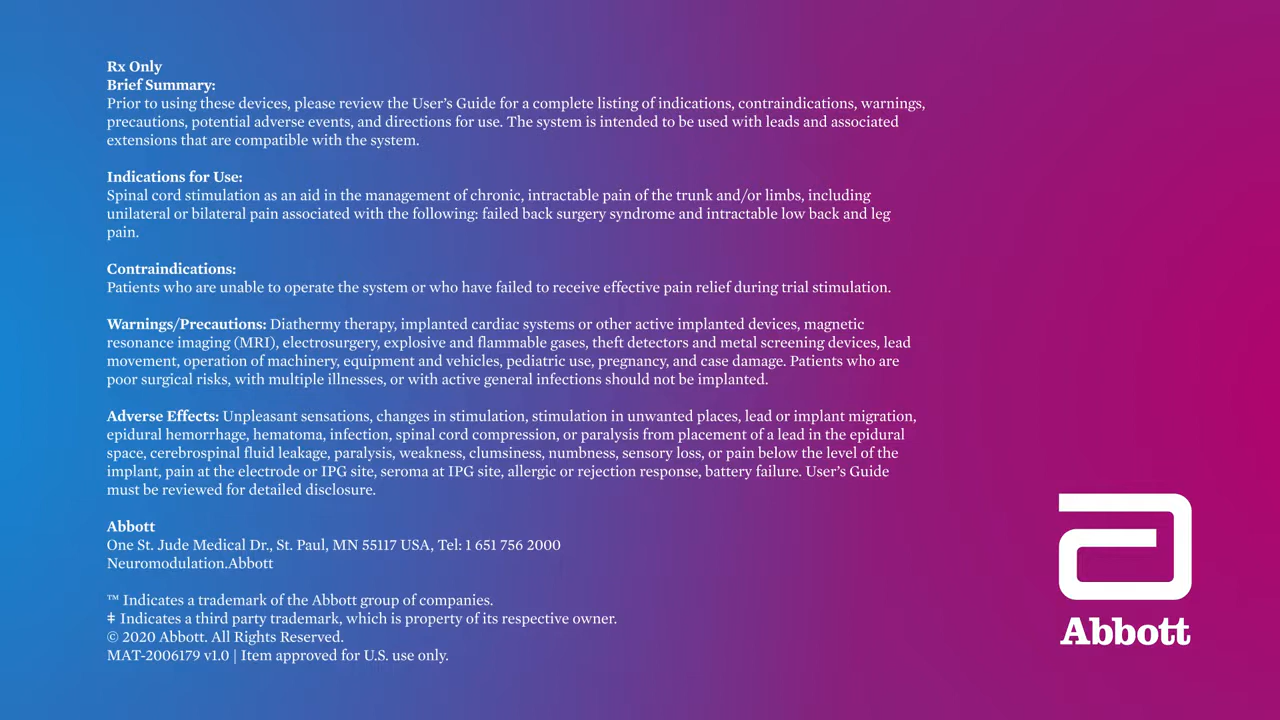 Rx Only
Brief Summary:
Prior to using these devices, please review the User’s Guide for a complete listing of indications, contraindications, warnings,
precautions, potential adverse events, and directions for use. The system is intended to be used with leads and associated
extensions that are compatible with the system.
Indications for Use:
Spinal cord stimulation as an aid in the management of chronic, intractable pain of the trunk and/or limbs, including
unilateral or bilateral pain associated with the following: failed back surgery syndrome and intractable low back and leg
pain.
Contraindications:
Patients who are unable to operate the system or who have failed to receive effective pain relief during trial stimulation.
Warnings/Precautions: Diathermy therapy, implanted cardiac systems or other active implanted devices, magnetic
resonance imaging (MRI), electrosurgery, explosive and flammable gases, theft detectors and metal screening devices, lead
movement, operation of machinery, equipment and vehicles, pediatric use, pregnancy, and case damage. Patients who are
poor surgical risks, with multiple illnesses, or with active general infections should not be implanted.
Adverse Effects: Unpleasant sensations, changes in stimulation, stimulation in unwanted places, lead or implant migration,
epidural hemorrhage, hematoma, infection, spinal cord compression, or paralysis from placement of a lead in the epidural
space, cerebrospinal fluid leakage, paralysis, weakness, clumsiness, numbness, sensory loss, or pain below the level of the
implant, pain at the electrode or IPG site, seroma at IPG site, allergic or rejection response, battery failure. User’s Guide
must be reviewed for detailed disclosure.
Abbott
One St. Jude Medical Dr., St. Paul, MN 55117 USA, Tel: 1 651 756 2000
Neuromodulation.Abbott
™ Indicates a trademark of the Abbott group of companies.
‡ Indicates a third party trademark, which is property of its respective owner.
© 2020 Abbott. All Rights Reserved.
MAT-2006179 v1.0 | Item approved for U.S. use only.
Abbott